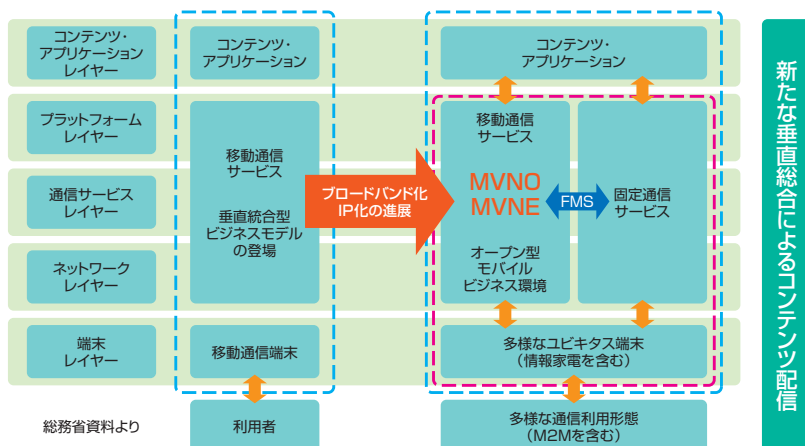 コンテンツ・
アプリケーション
レイヤー
プラットフォーム
レイヤー
通信サービス
レイヤー
ネットワーク
レイヤー
端末
レイヤー
総務省資料より
コンテンツ・
アプリケーション
移動通信
サービス
垂直統合型
ビジネスモデル
の登場
移動通信端末
利用者
ブロードバンド化
IP化の進展
コンテンツ・
アプリケーション
移動通信
サービス
MVNO
MVNE
オープン型
モバイル
ビジネス環境
FMS
固定通信
サービス
多様なユビキタス端末
（情報家電を含む）
多様な通信利用形態
（M2Mを含む）
新たな垂直総合によるコンテンツ配信